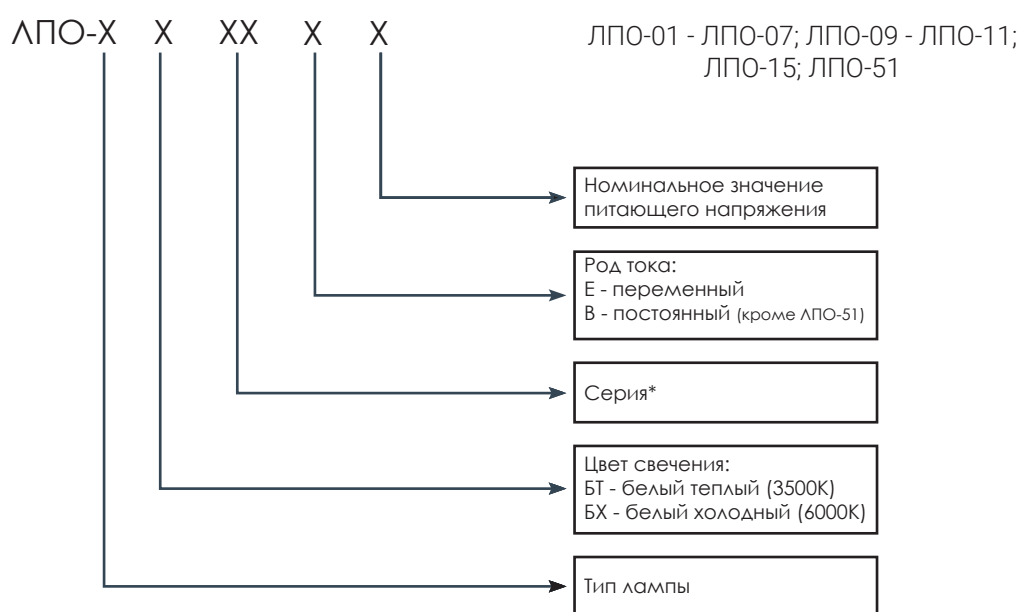 ЛПО-Х Х ХХ Х Х
ЛПО-01 - ЛПО-07; ЛПО-09 - ЛПО-11;
ЛПО-15; ЛПО-51
Номинальное значение
питающего напряжения
Род тока:
Е - переменный
В - постоянный (кроме ЛПО-51)
Серия*
Цвет свечения:
БТ - белый теплый (3500К)
БХ - белый холодный (6000К)
Тип лампы